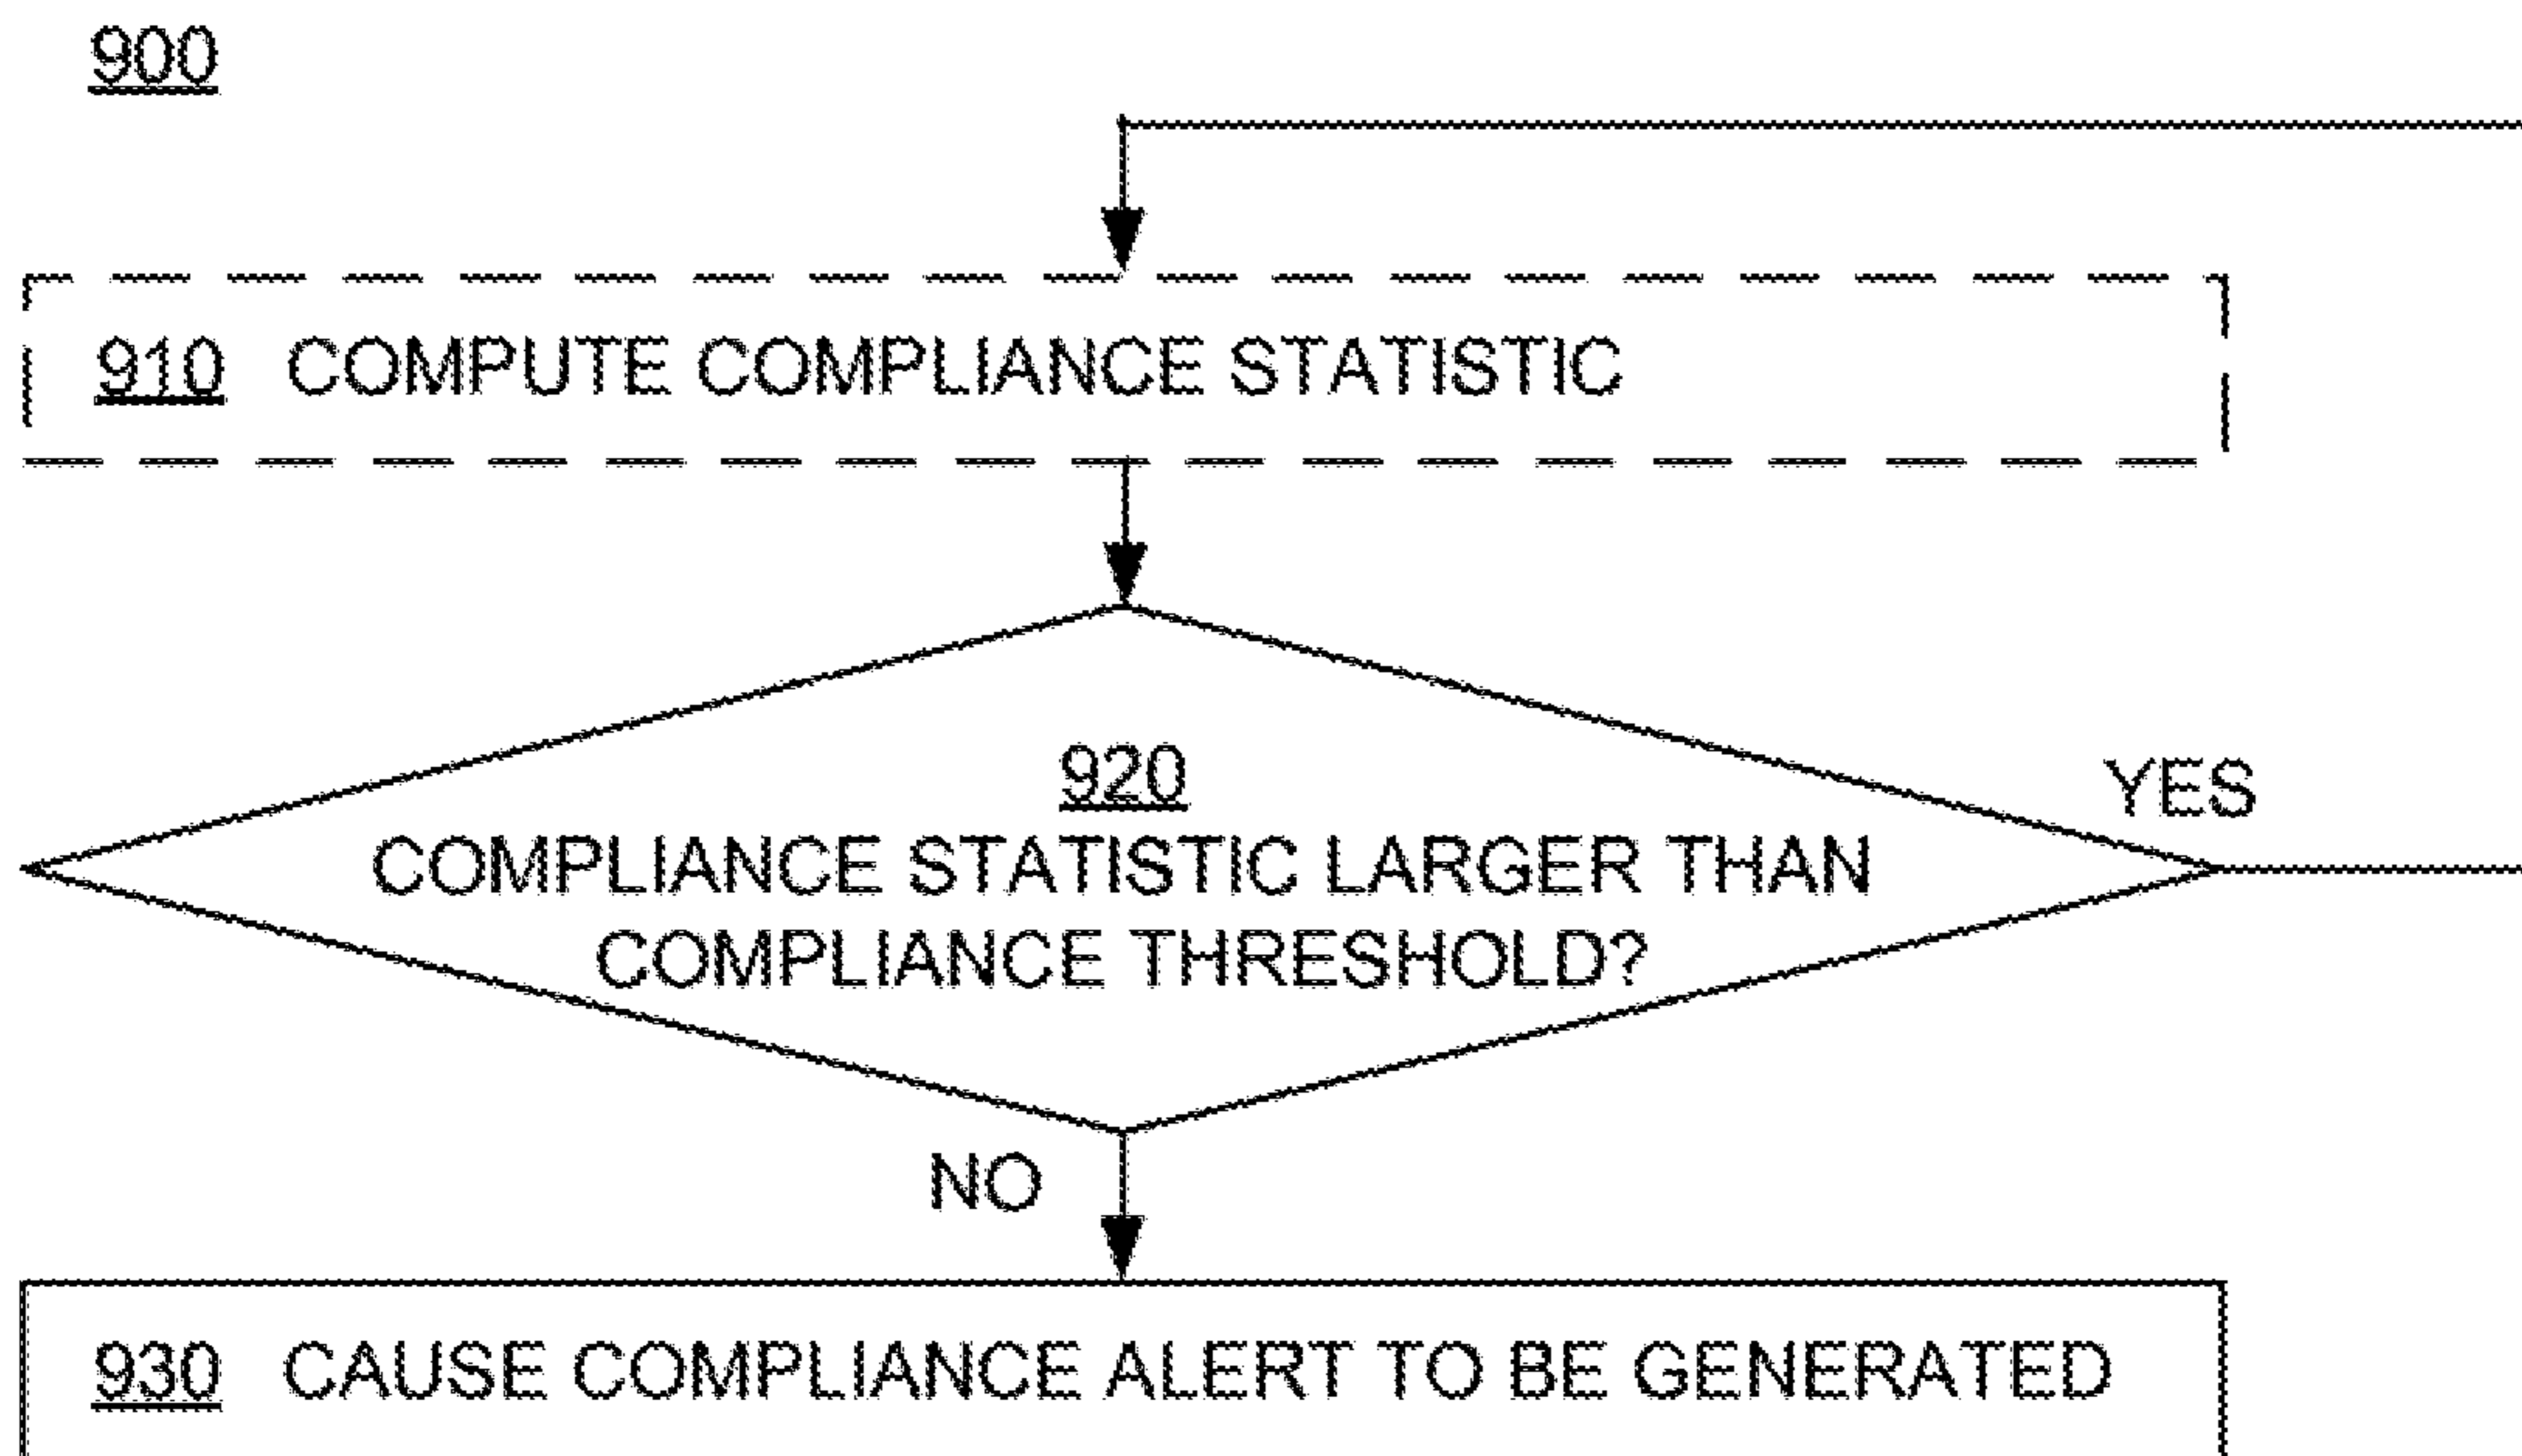 900
910 COMPUTE COMPLIANCE STATISTIC
920
COMPLIANCE STATISTIC LARGER THAN
COMPLIANCE THRESHOLD?
YES
NO
930 CAUSE COMPLIANCE ALERT TO BE GENERATED